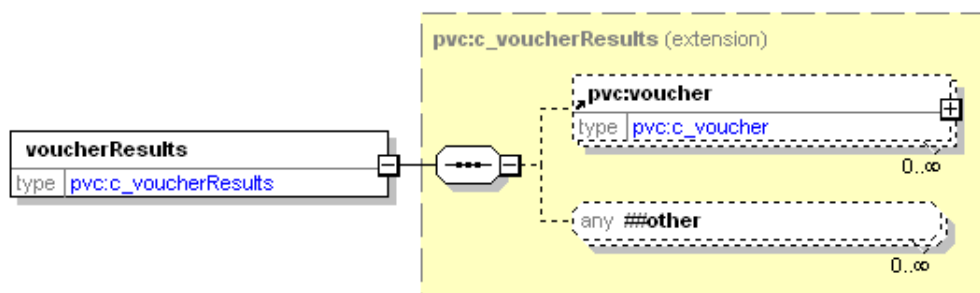 pvc:c_voucherResults (extension)
pvc:voucher
type pvc:c_voucher
0..∞
voucherResults
type pvc:c_voucherResults
any ##other
0..∞